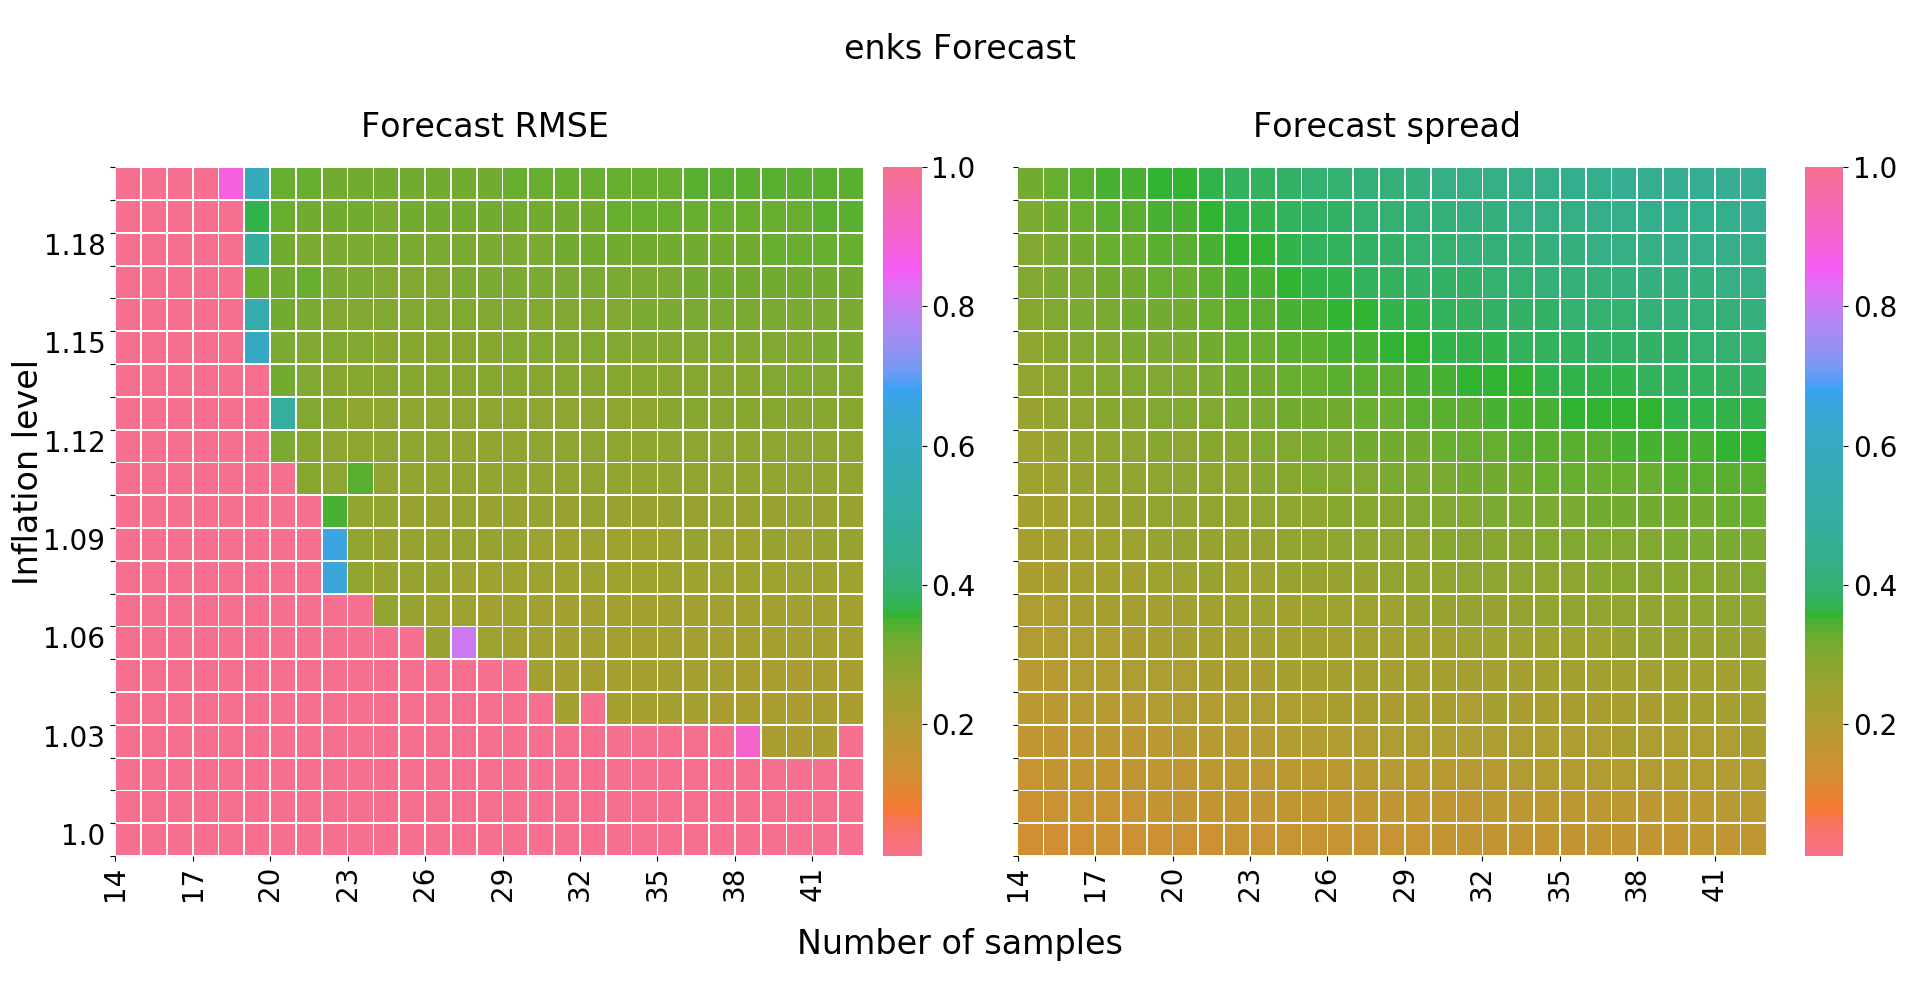 enks Forecast
Forecast RMSE
Forecast spread
Inflation level
1.18
1.15
1.12
1.09
1.06
1.03
1.0
14 17 20 23 26 29 32 35 38 41
1.0
0.8
0.6
0.4
0.2
14 17 20 23 26 29 32 35 38 41
1.0
0.8
0.6
0.4
0.2
Number of samples